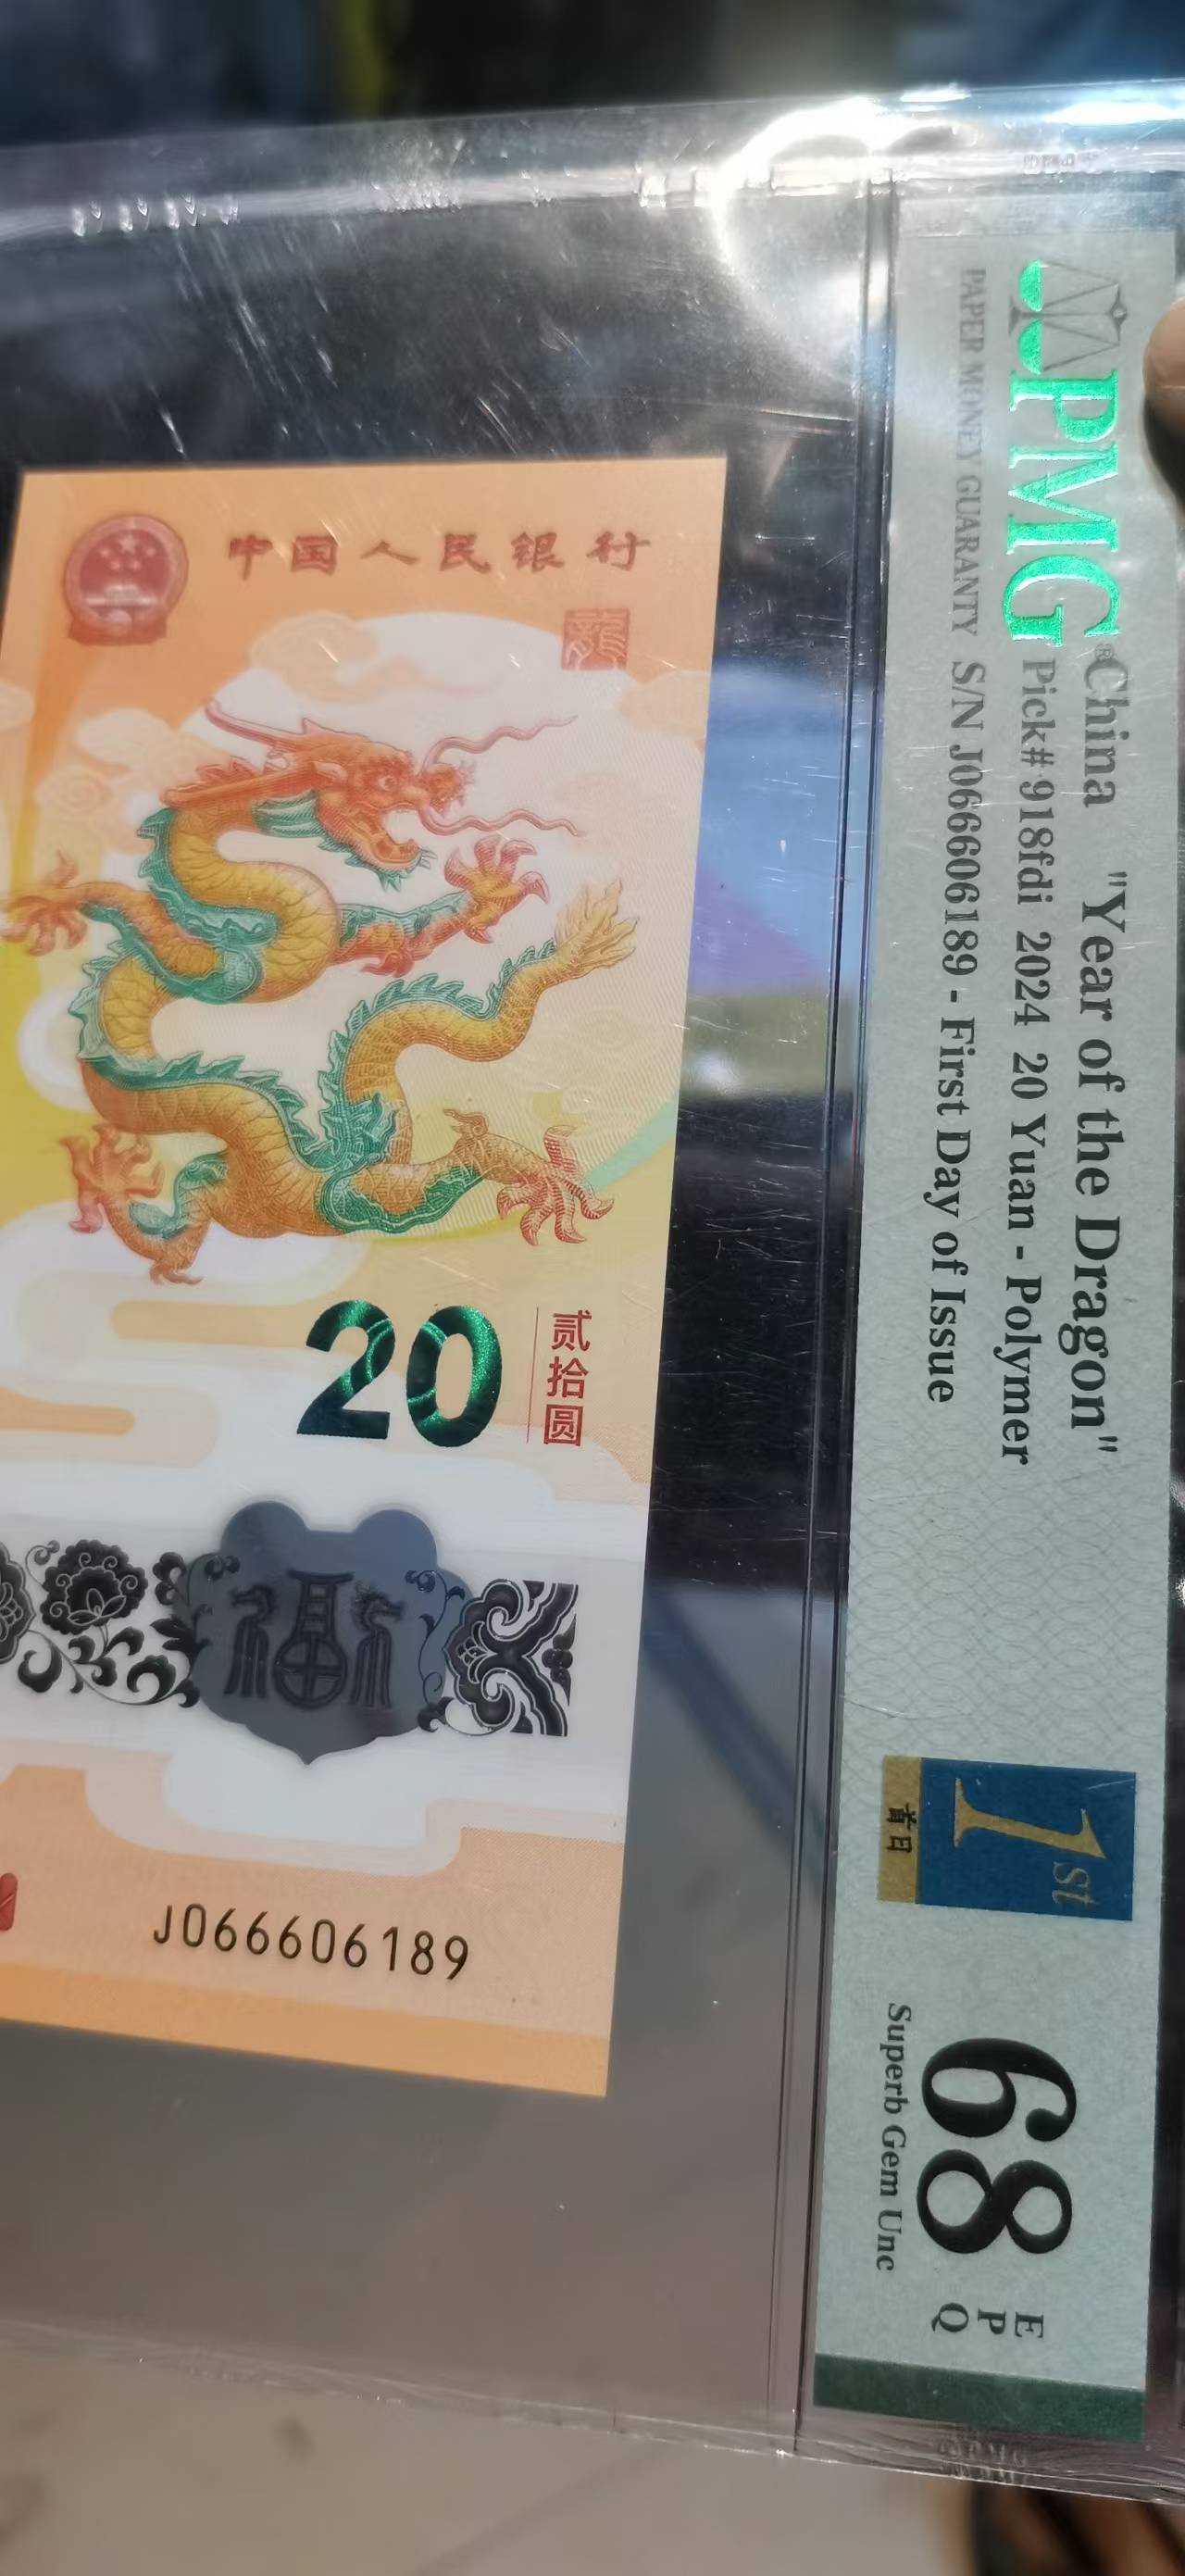 PMG®
PAPER MONEY GUARANTY
China "Year of the Dragon"
Pick# 918fdi 2024 20 Yuan - Polymer
S/N J066606189 - First Day of Issue
1st
首日
68
EPQ
Superb Gem Unc
中国人民银行
龍
20
贰拾圆
福
J066606189